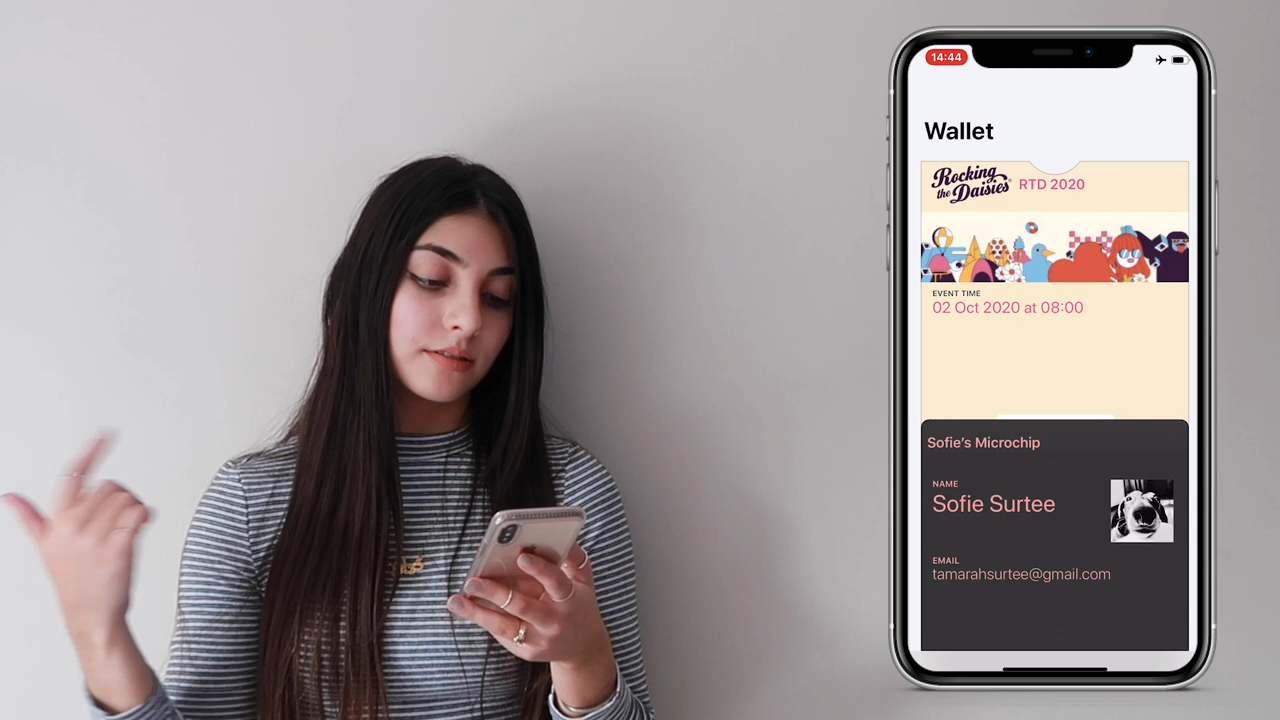 14:44
Wallet
Rocking
the Daisies
RTD 2020
EVENT TIME
02 Oct 2020 at 08:00
Sofie's Microchip
NAME
Sofie Surtee
EMAIL
tamarahsurtee@gmail.com